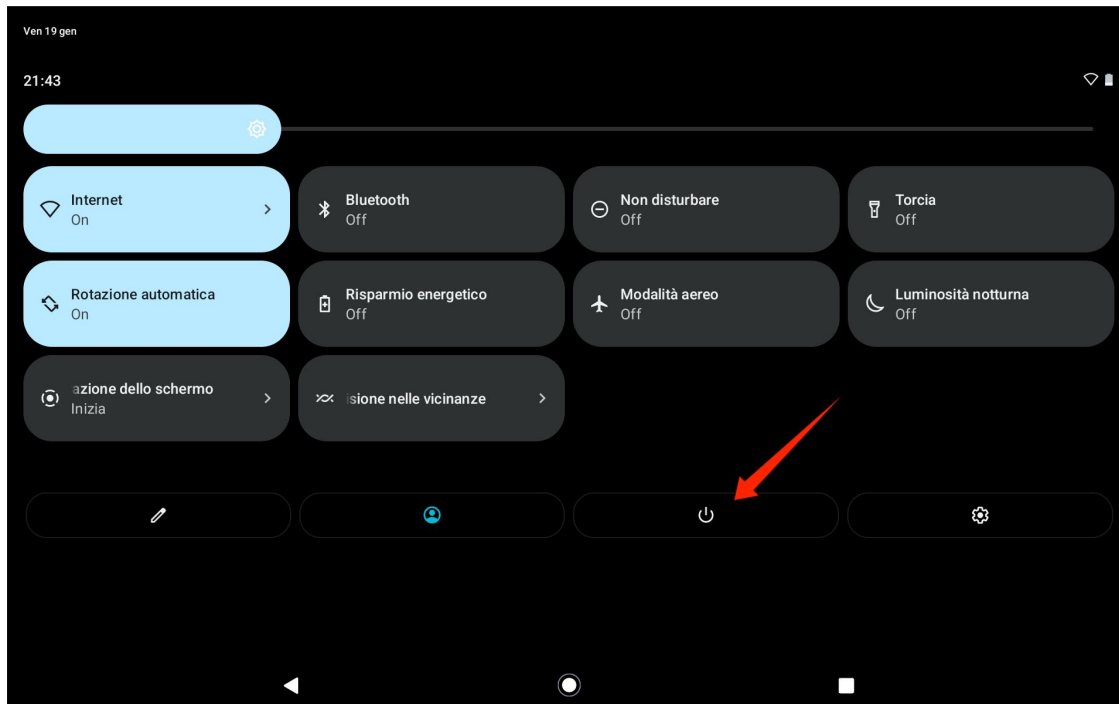 Ven 19 gen
21:43
Internet
On
Bluetooth
Off
Non disturbare
Off
Torcia
Off
Rotazione automatica
On
Risparmio energetico
Off
Modalità aereo
Off
Luminosità notturna
Off
azione dello schermo
Inizia
isione nelle vicinanze